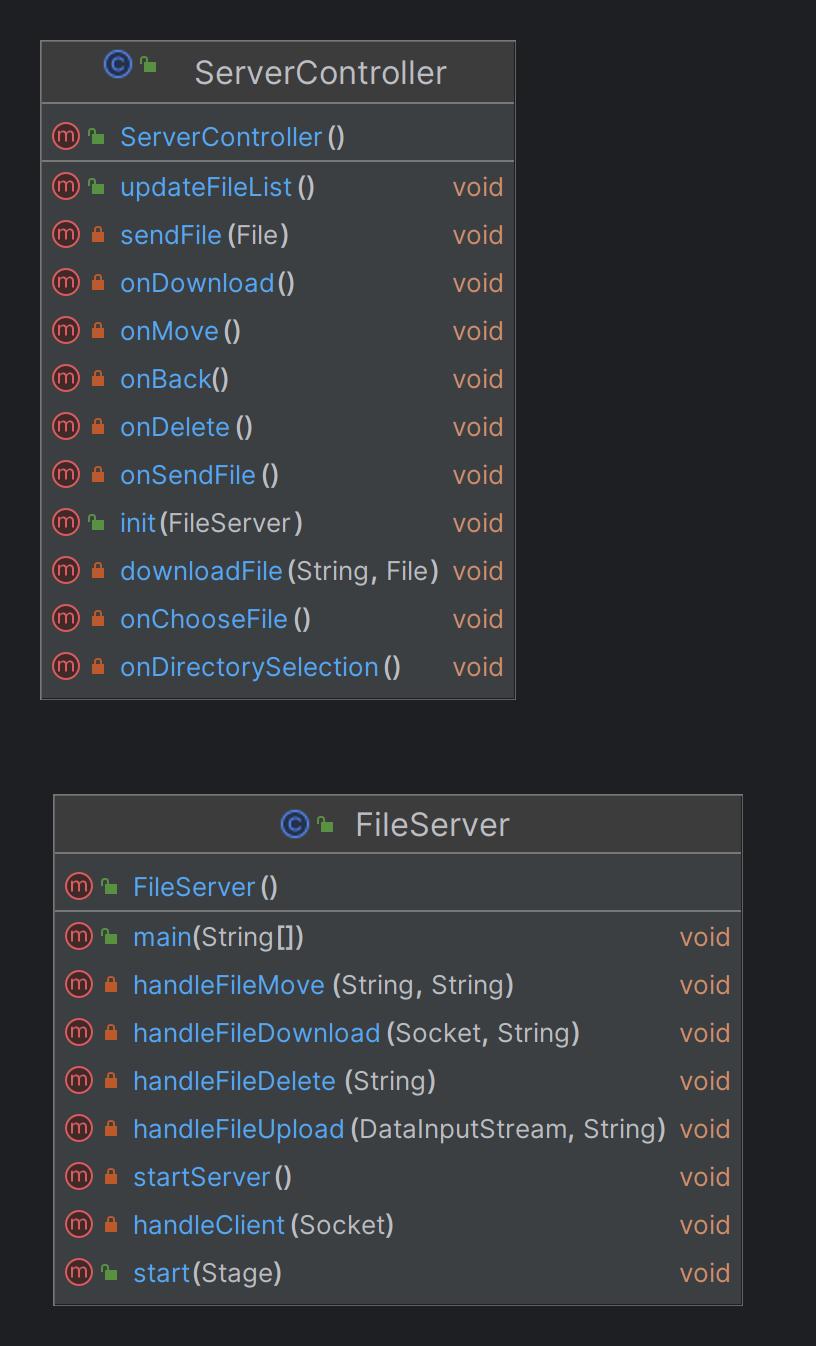 ServerController
ServerController()
updateFileList() void
sendFile(File) void
onDownload() void
onMove() void
onBack() void
onDelete() void
onSendFile() void
init(FileServer) void
downloadFile(String, File) void
onChooseFile() void
onDirectorySelection() void
FileServer
FileServer()
main(String[]) void
handleFileMove(String, String) void
handleFileDownload(Socket, String) void
handleFileDelete(String) void
handleFileUpload(DataInputStream, String) void
startServer() void
handleClient(Socket) void
start(Stage) void